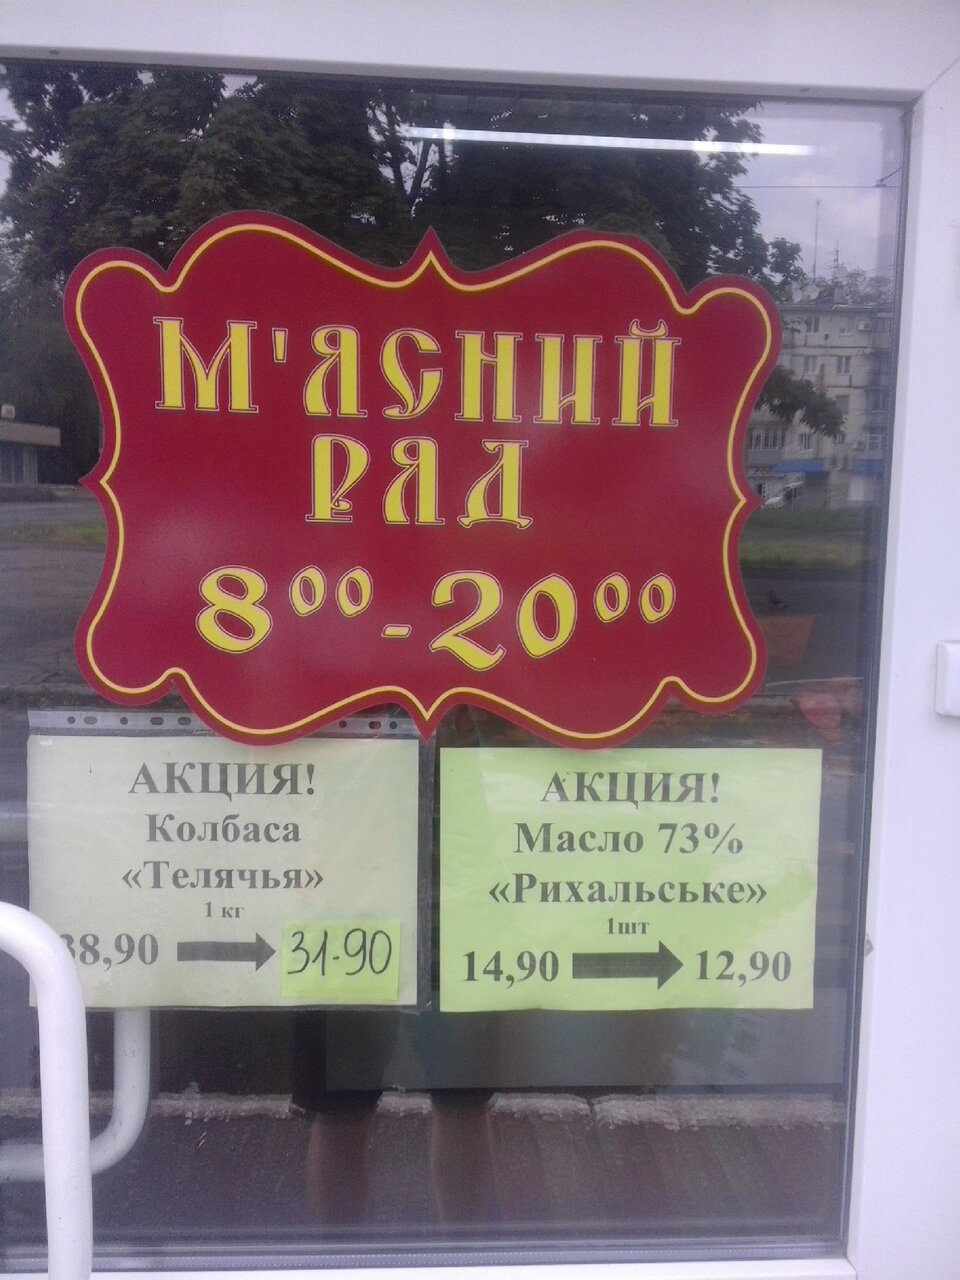 М'ЯСНИЙ
РЯД
8⁰⁰-20⁰⁰
АКЦИЯ!
Колбаса
«Телячья»
1 кг
38,90 31-90
АКЦИЯ!
Масло 73%
«Рихальське»
1шт
14,90 12,90